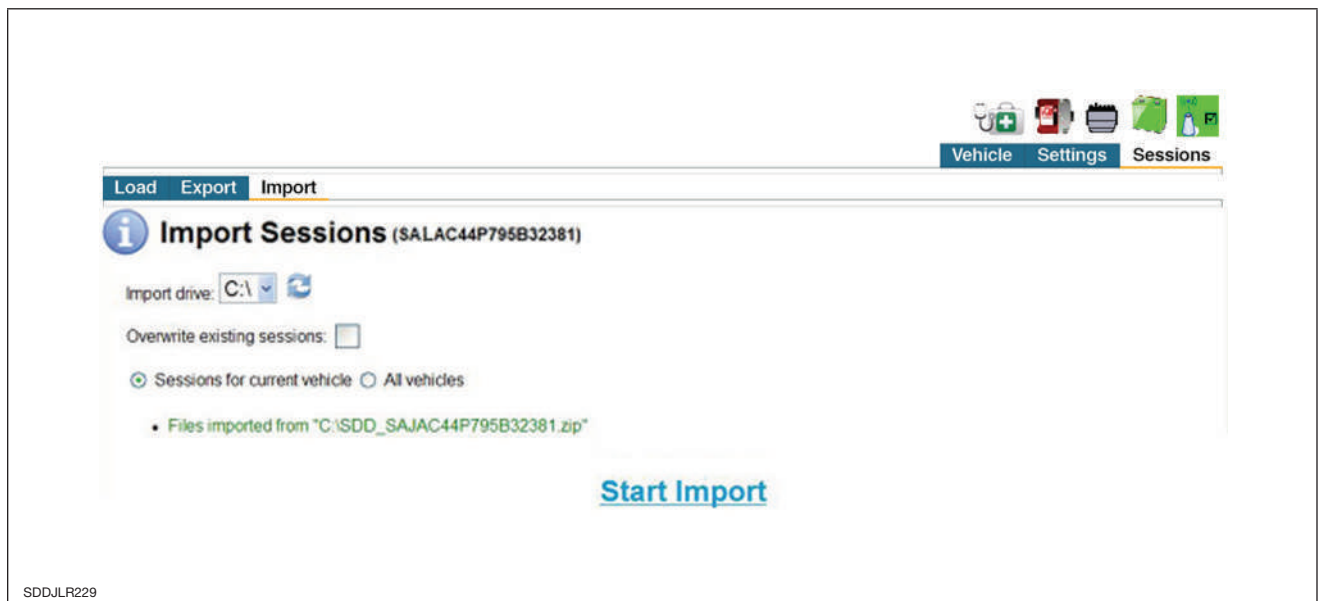 Vehicle Settings Sessions
Load Export Import
Import Sessions (SALAC44P795B32381)
Import drive: C:\
Overwrite existing sessions:
Sessions for current vehicle All vehicles
• Files imported from "C:\SDD_SAJAC44P795B32381.zip"
Start Import
SDDJLR229